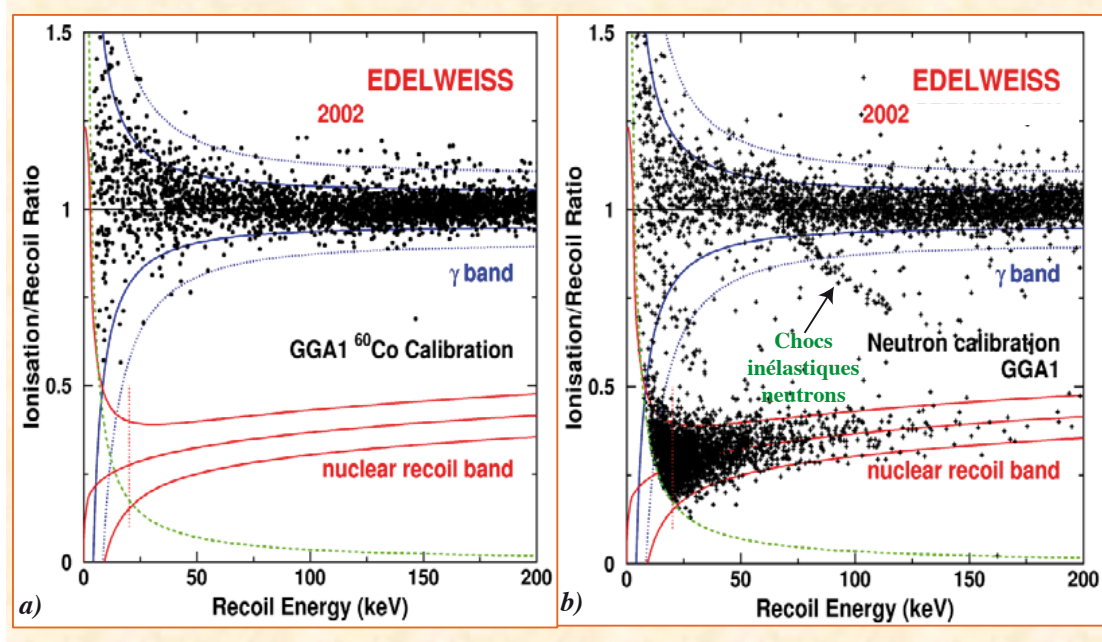 1.5
1
0.5
0
Ionisation/Recoil Ratio
EDELWEISS
2002
γ band
GGA1 ⁶⁰Co Calibration
nuclear recoil band
0 50 100 150 200
Recoil Energy (keV)
a)
1.5
1
0.5
0
Ionisation/Recoil Ratio
EDELWEISS
2002
γ band
Chocs
inélastiques
neutrons
Neutron calibration
GGA1
nuclear recoil band
0 50 100 150 200
Recoil Energy (keV)
b)